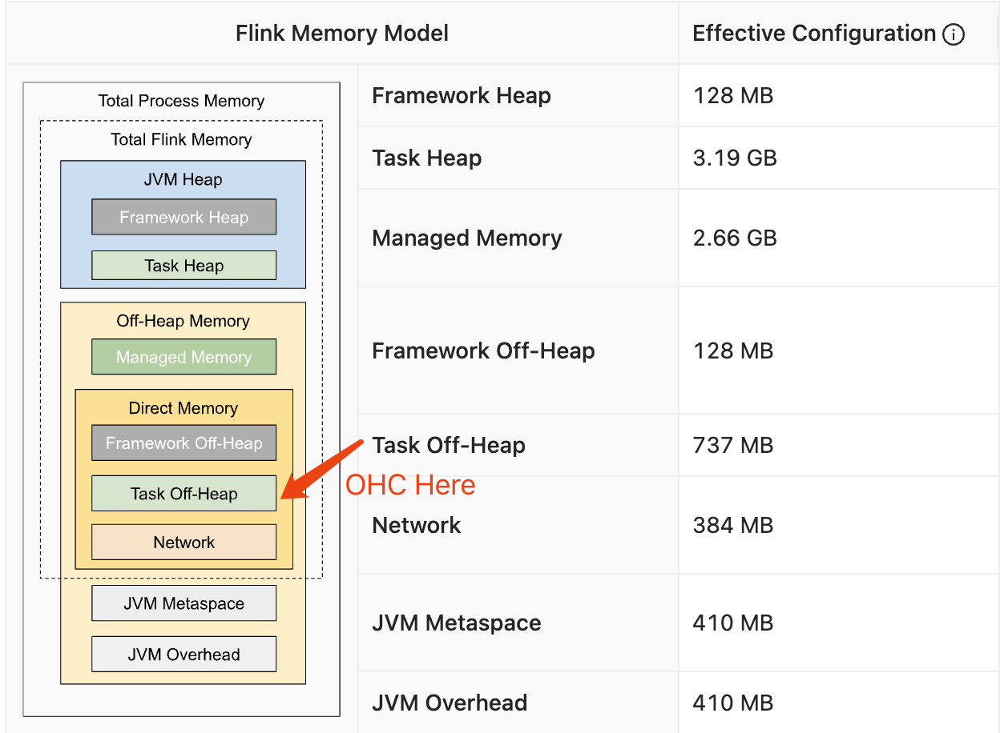 Flink Memory Model
Effective Configuration
Total Process Memory
Total Flink Memory
JVM Heap
Framework Heap
Task Heap
Off-Heap Memory
Managed Memory
Direct Memory
Framework Off-Heap
Task Off-Heap
Network
JVM Metaspace
JVM Overhead
OHC Here
Framework Heap
128 MB
Task Heap
3.19 GB
Managed Memory
2.66 GB
Framework Off-Heap
128 MB
Task Off-Heap
737 MB
Network
384 MB
JVM Metaspace
410 MB
JVM Overhead
410 MB